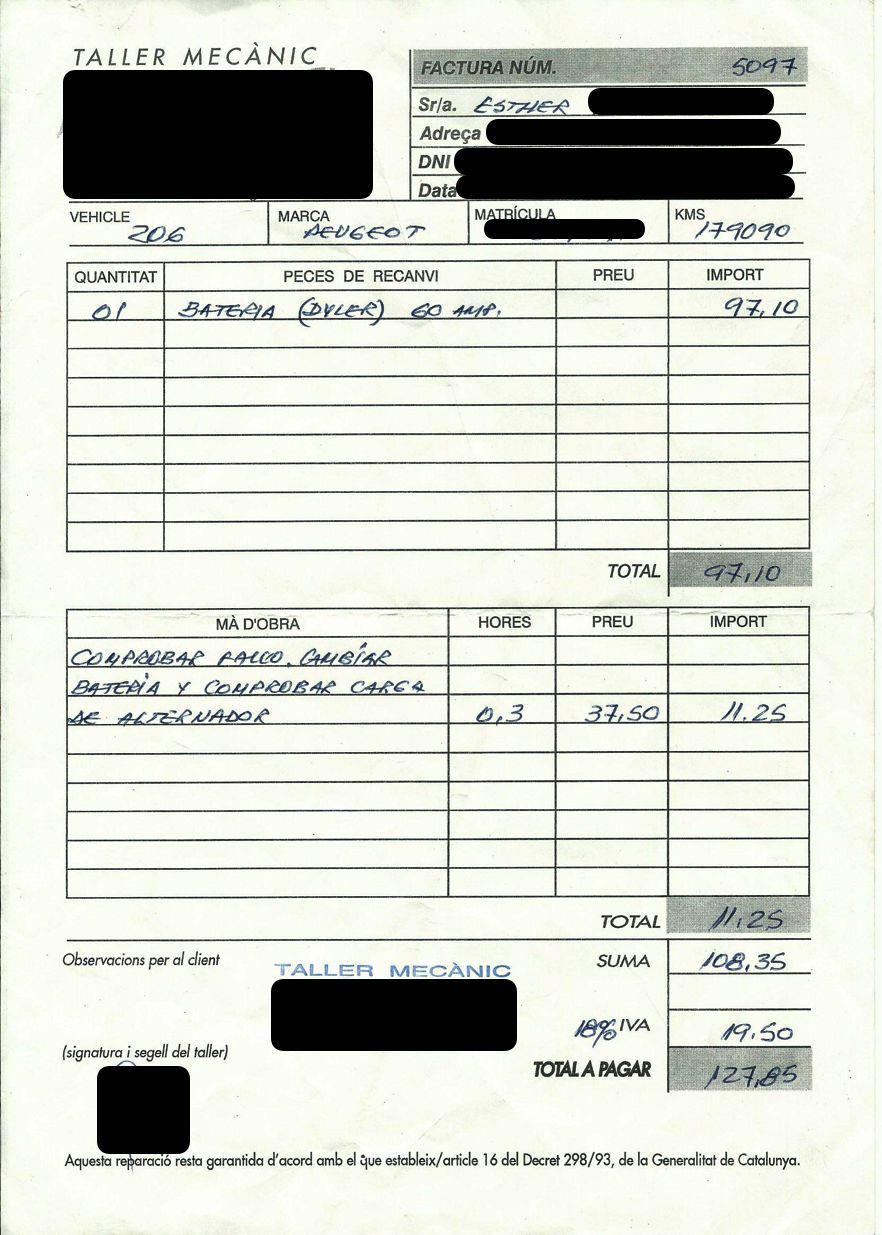 TALLER MECÀNIC
FACTURA NÚM. 5097
Sr/a. ESTHER
Adreça
DNI
Data
VEHICLE MARCA MATRÍCULA KMS
206 PEUGEOT 179090
QUANTITAT PECES DE RECANVI PREU IMPORT
01 BATERIA (DYLER) 60 AMP. 97,10
TOTAL 97,10
MÀ D'OBRA HORES PREU IMPORT
COMPROBAR FALLO. CAMBIAR
BATERIA Y COMPROBAR CARGA
DE ALTERNADOR 0,3 37,50 11.25
TOTAL 11.25
Observacions per al client
TALLER MECÀNIC
SUMA 108,35
18% IVA 19.50
(signatura i segell del taller)
TOTAL A PAGAR 127,85
Aquesta reparació resta garantida d'acord amb el que estableix/article 16 del Decret 298/93, de la Generalitat de Catalunya.